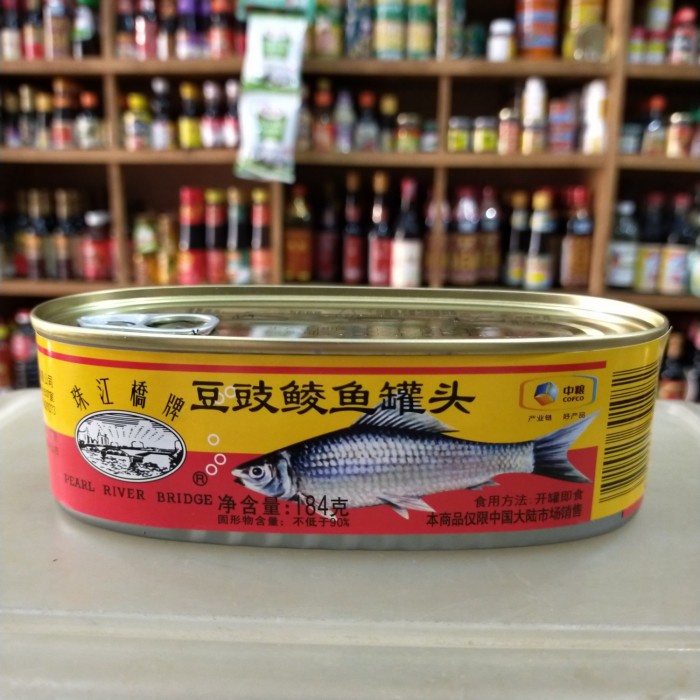 珠江橋牌
PEARL RIVER BRIDGE
®
豆豉鲮鱼罐头
净含量:184克
固形物含量: 不低于90%
中粮
COFCO
产业链 好产品
食用方法: 开罐即食
本商品仅限中国大陆市场销售